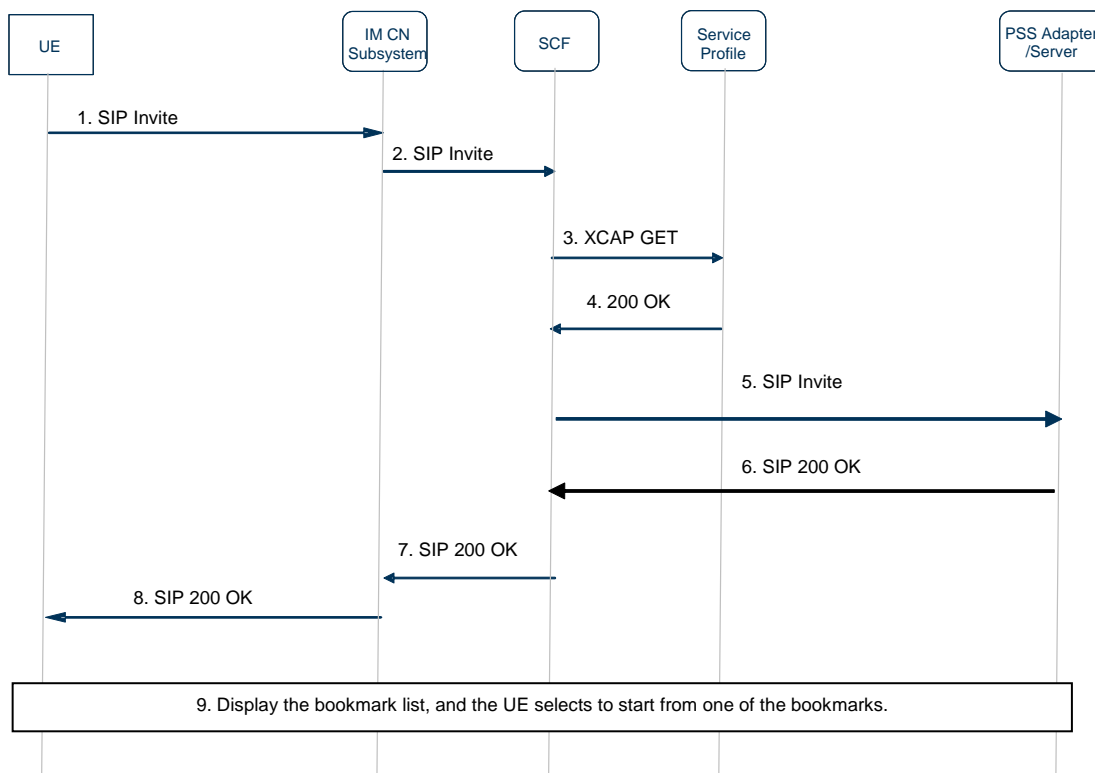 UE
IM CN
Subsystem
SCF
Service
Profile
PSS Adapter
/Server
1. SIP Invite
2. SIP Invite
3. XCAP GET
4. 200 OK
5. SIP Invite
6. SIP 200 OK
7. SIP 200 OK
8. SIP 200 OK
9. Display the bookmark list, and the UE selects to start from one of the bookmarks.